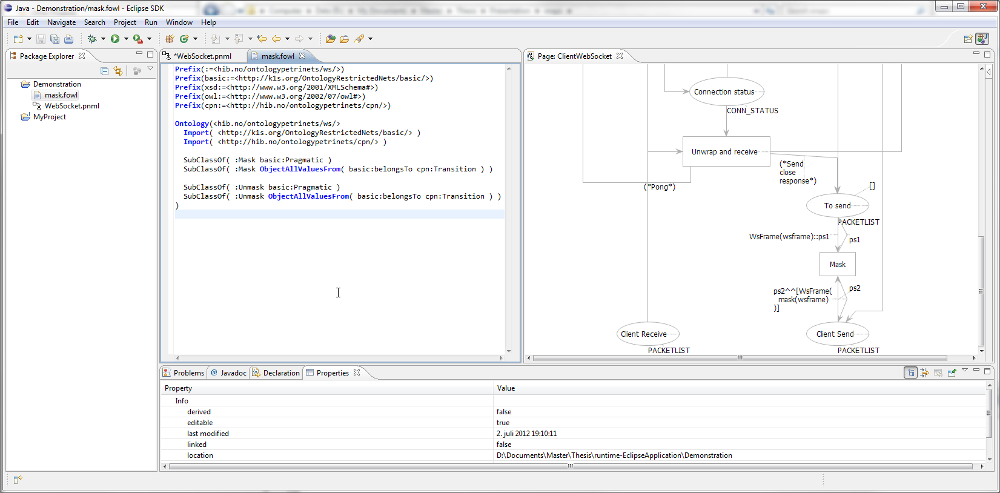 Java - Demonstration/mask.fowl - Eclipse SDK
File Edit Navigate Search Project Run Window Help
Package Explorer
Demonstration
mask.fowl
WebSocket.pnml
MyProject
*WebSocket.pnml
mask.fowl
Prefix(:=<hib.no/ontologypetrinets/ws/>)
Prefix(basic:=<http://k1s.org/OntologyRestrictedNets/basic/>)
Prefix(xsd:=<http://www.w3.org/2001/XMLSchema#>)
Prefix(owl:=<http://www.w3.org/2002/07/owl#>)
Prefix(cpn:=<http://hib.no/ontologypetrinets/cpn/>)
Ontology(<hib.no/ontologypetrinets/ws/>
Import( <http://k1s.org/OntologyRestrictedNets/basic/> )
Import( <http://hib.no/ontologypetrinets/cpn/> )
SubClassOf( :Mask basic:Pragmatic )
SubClassOf( :Mask ObjectAllValuesFrom( basic:belongsTo cpn:Transition ) )
SubClassOf( :Unmask basic:Pragmatic )
SubClassOf( :Unmask ObjectAllValuesFrom( basic:belongsTo cpn:Transition ) )
)
Page: ClientWebSocket
Connection status
CONN_STATUS
Unwrap and receive
(*Send
close
response*)
(*Pong*)
[]
To send
PACKETLIST
WsFrame(wsframe)::ps1
ps1
Mask
ps2
ps2^^[WsFrame(
mask(wsframe)
)]
Client Receive
PACKETLIST
Client Send
PACKETLIST
Problems
Javadoc
Declaration
Properties
Property Value
Info
derived false
editable true
last modified 2. juli 2012 19:10:11
linked false
location D:\Documents\Master\Thesis\runtime-EclipseApplication\Demonstration